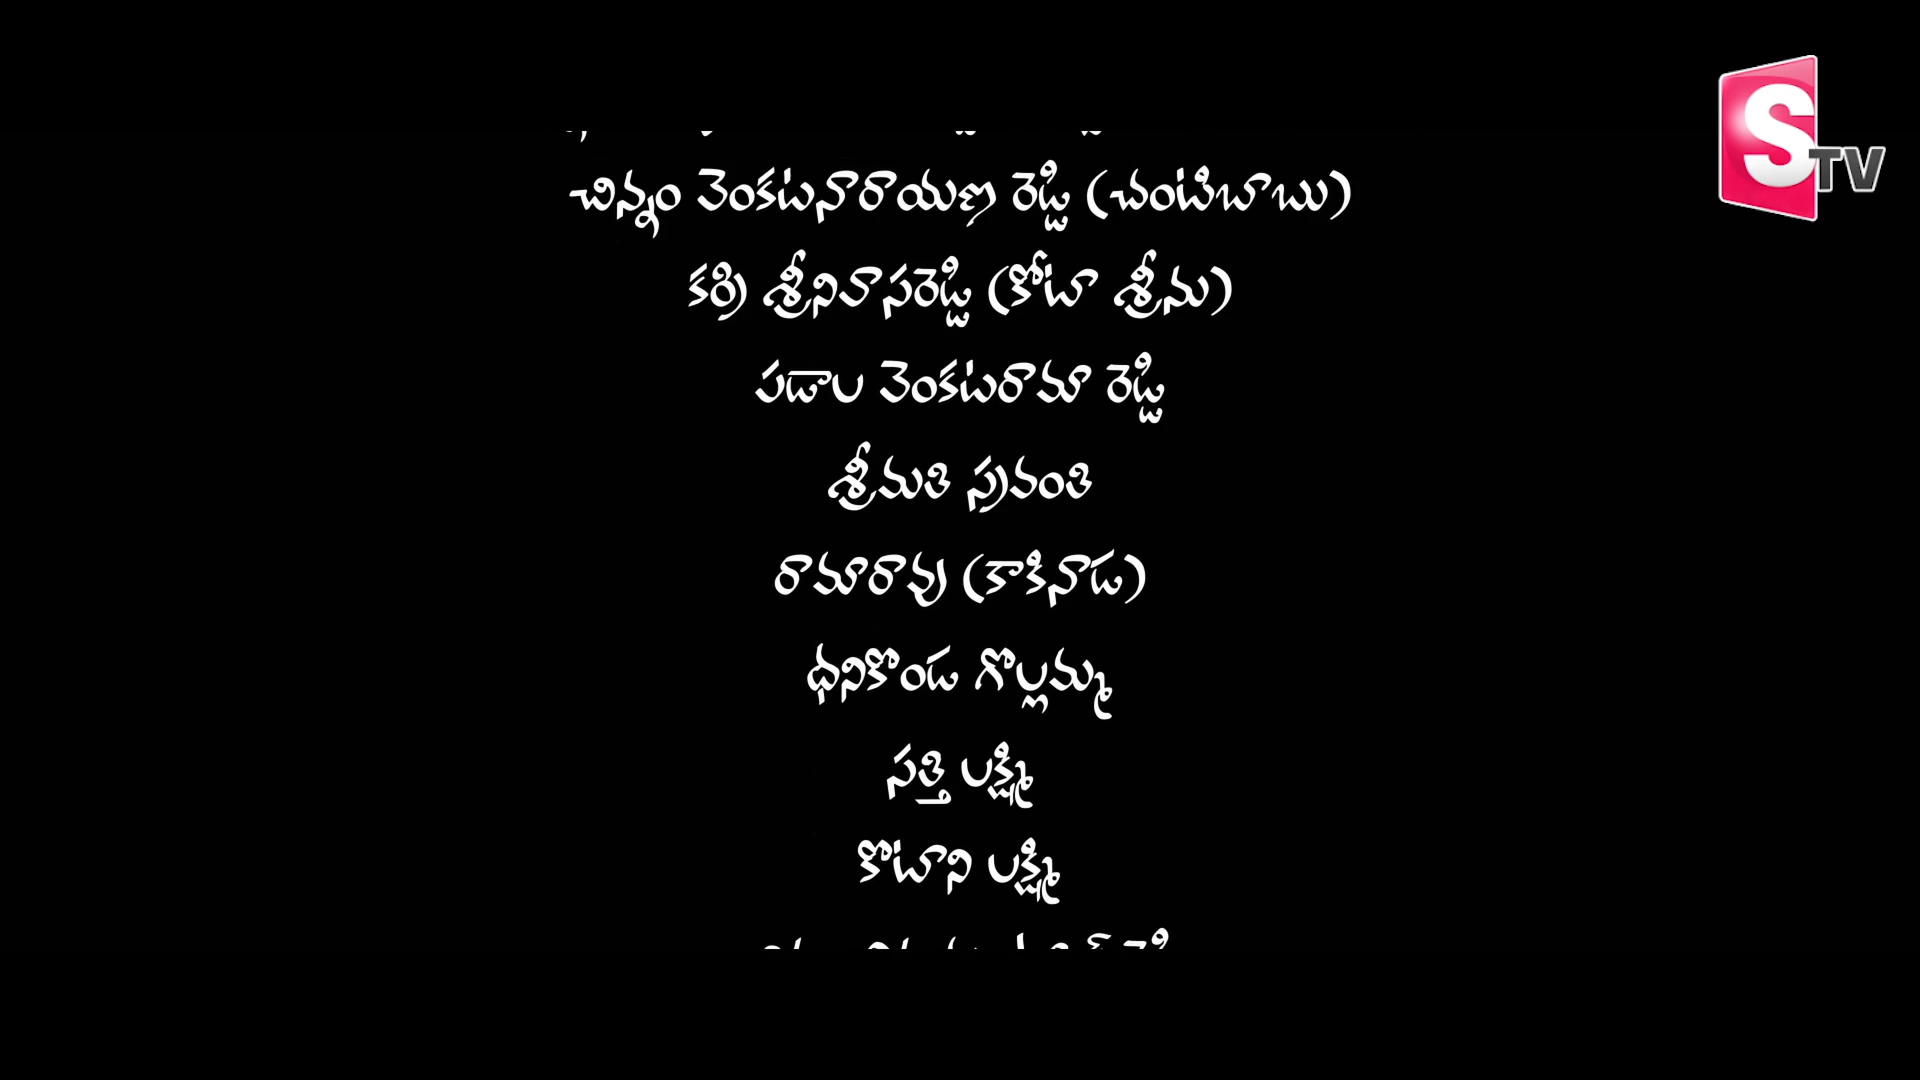 చిన్నం వెంకటనారాయణ రెడ్డి (చంటిబాబు)
కర్రి శ్రీనివాసరెడ్డి (కోటా శ్రీను)
పడాల వెంకటరామా రెడ్డి
శ్రీమతి స్రవంతి
రామారావు (కాకినాడ)
ధనికొండ గొల్లమ్మ
సత్తి లక్ష్మి
కొటాని లక్ష్మి
STV